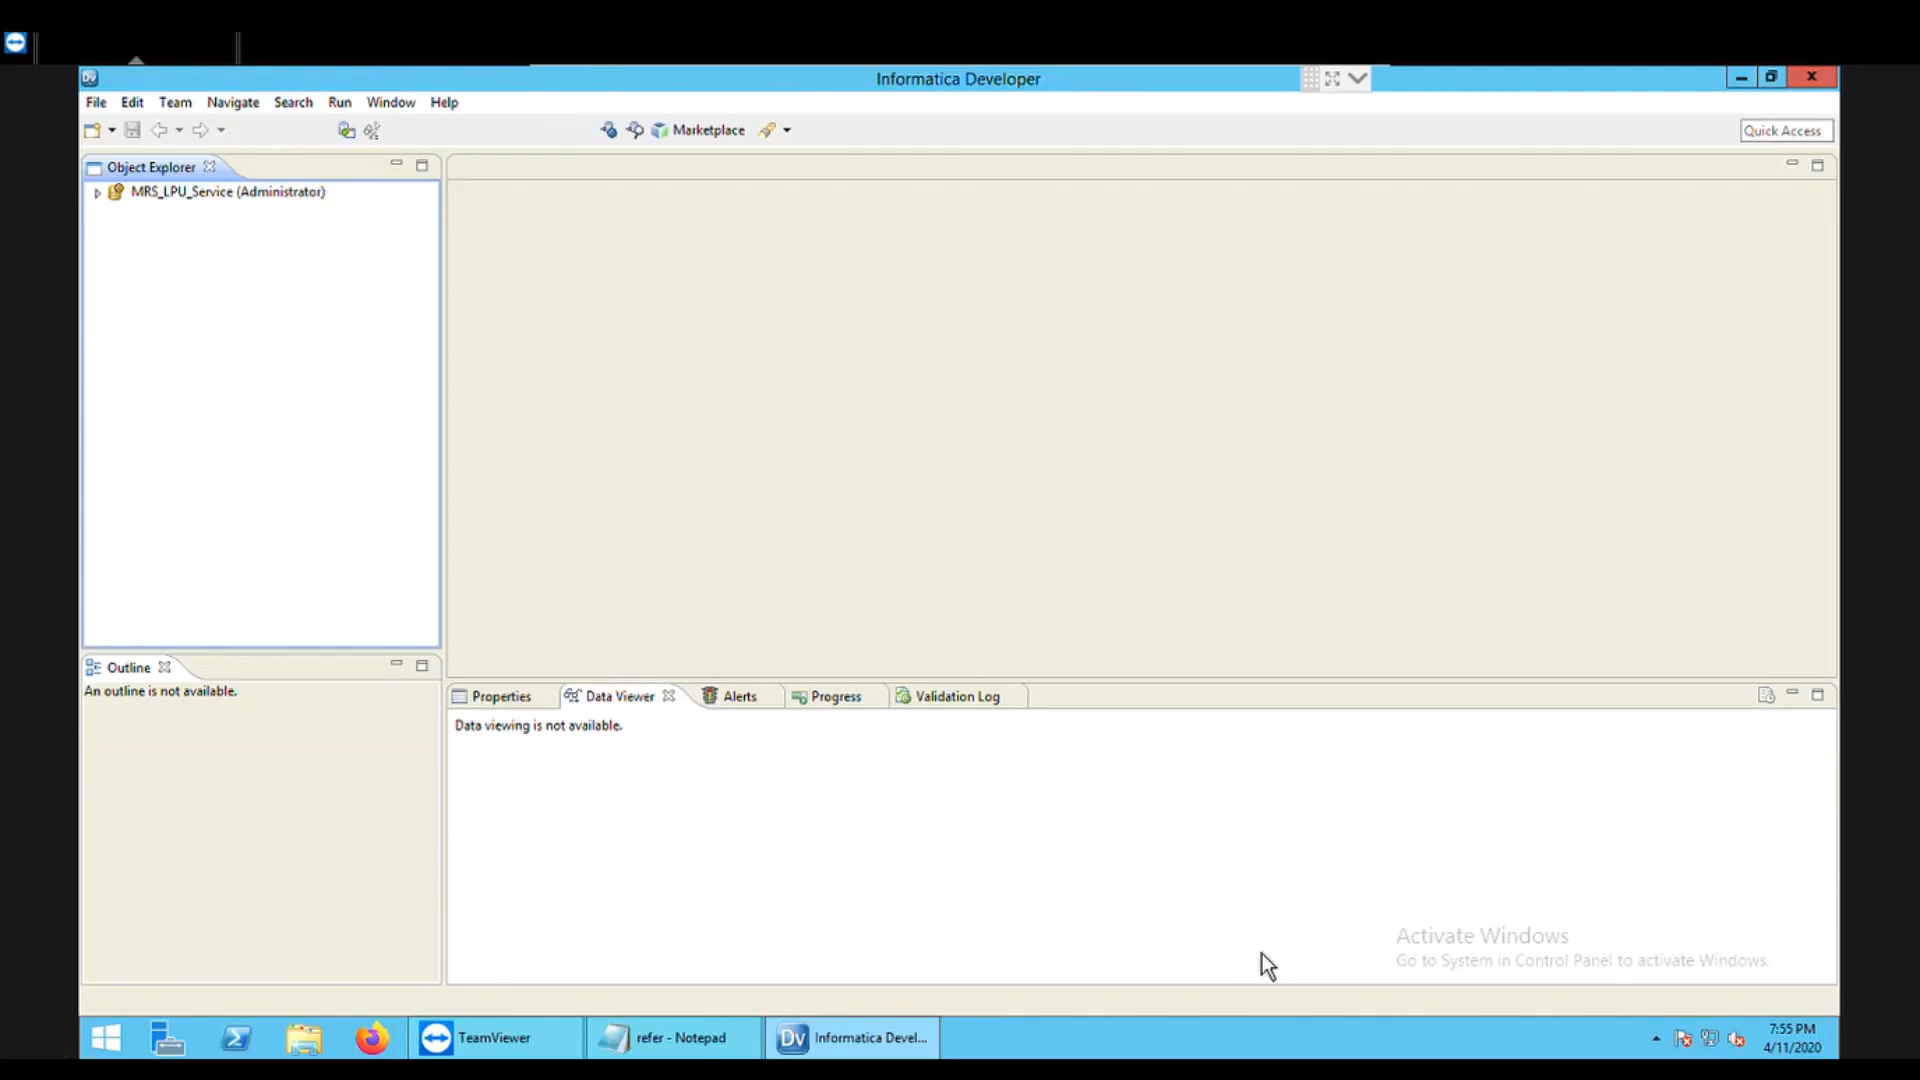 Dv
Informatica Developer
File Edit Team Navigate Search Run Window Help
Marketplace
Quick Access
Object Explorer
MRS_LPU_Service (Administrator)
Outline
An outline is not available.
Properties Data Viewer Alerts Progress Validation Log
Data viewing is not available.
Activate Windows
Go to System in Control Panel to activate Windows.
TeamViewer refer - Notepad Dv Informatica Devel...
7:55 PM
4/11/2020